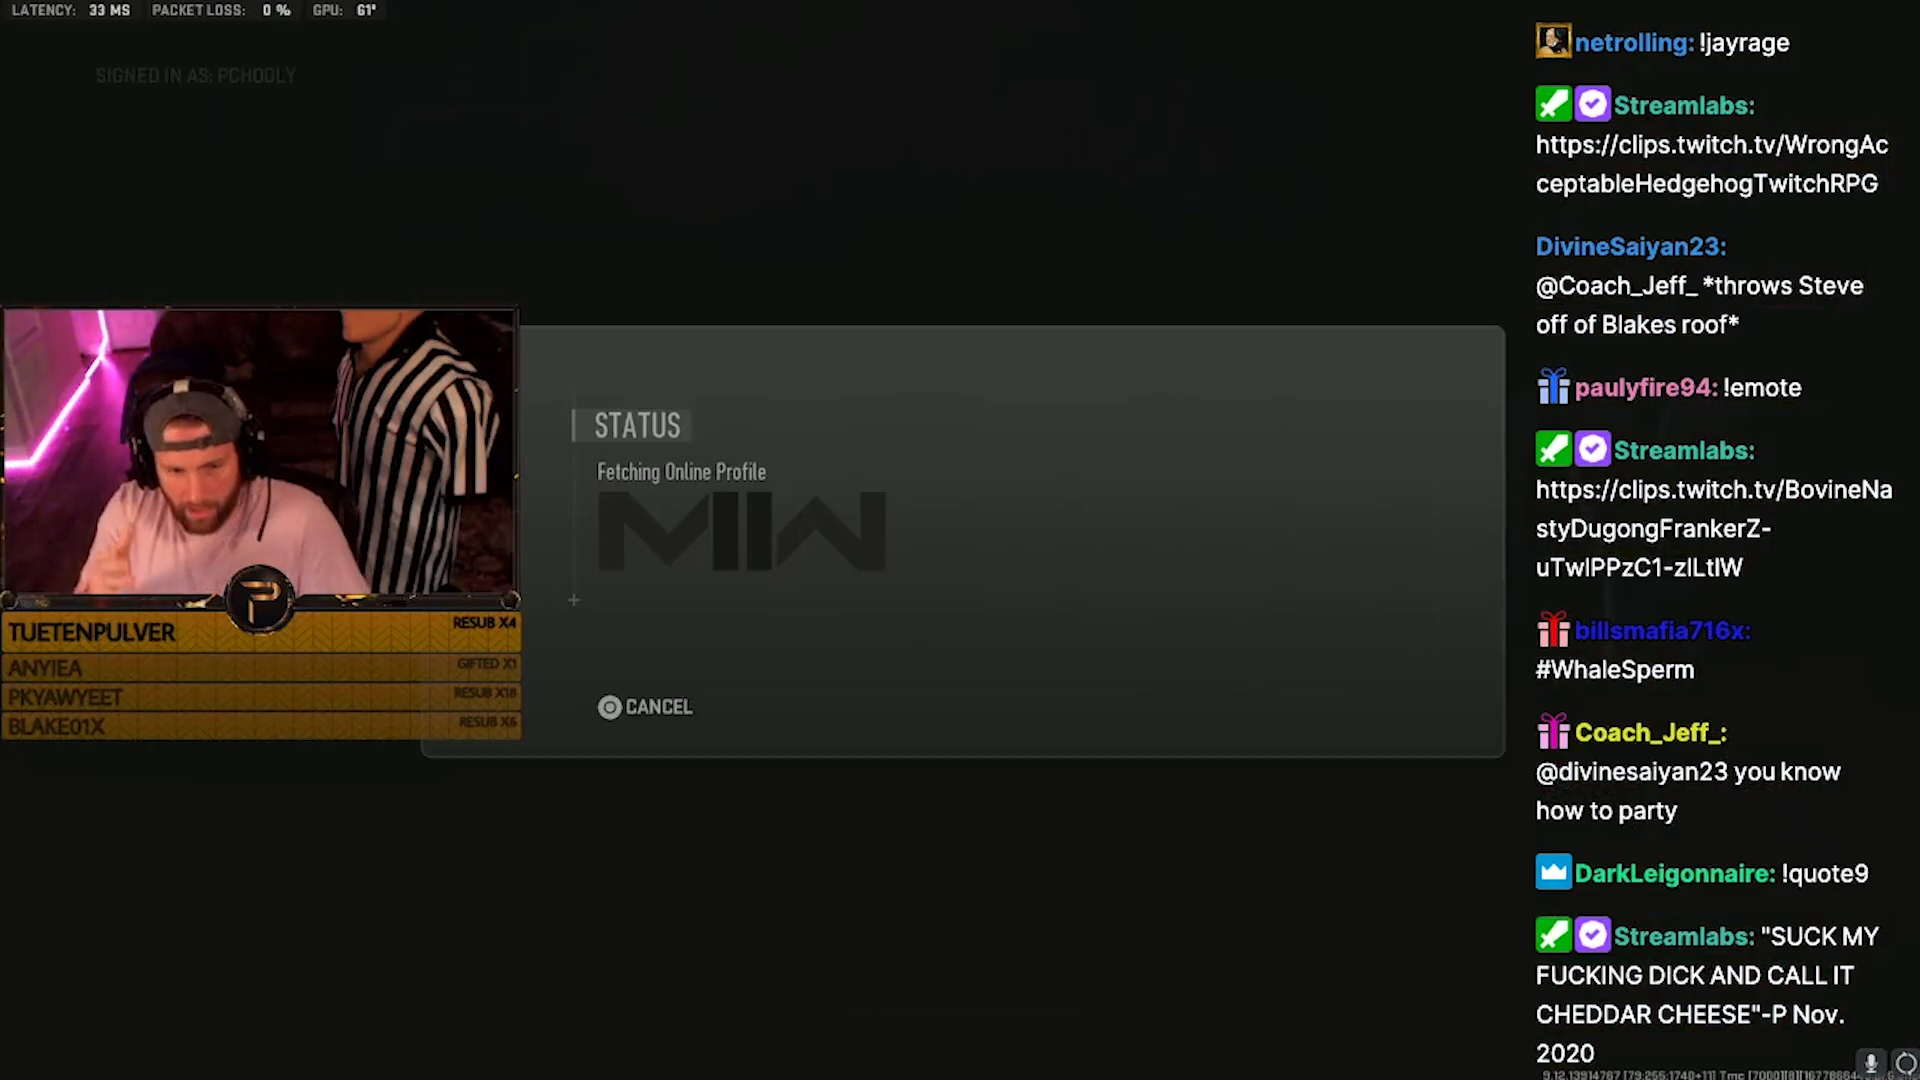 LATENCY: 33 MS PACKET LOSS: 0 % GPU: 61°
SIGNED IN AS: PCHOOLY
STATUS
Fetching Online Profile
MW
CANCEL
P
TUETENPULVER RESUB X4
ANYIEA GIFTED X1
PKYAWYEET RESUB X18
BLAKE01X RESUB X6
netrolling: !jayrage
Streamlabs:
https://clips.twitch.tv/WrongAc
ceptableHedgehogTwitchRPG
DivineSaiyan23:
@Coach_Jeff_ *throws Steve
off of Blakes roof*
paulyfire94: !emote
Streamlabs:
https://clips.twitch.tv/BovineNa
styDugongFrankerZ-
uTwIPPzC1-zlLtlW
billsmafia716x:
#WhaleSperm
Coach_Jeff_:
@divinesaiyan23 you know
how to party
DarkLeigonnaire: !quote9
Streamlabs: "SUCK MY
FUCKING DICK AND CALL IT
CHEDDAR CHEESE"-P Nov.
2020